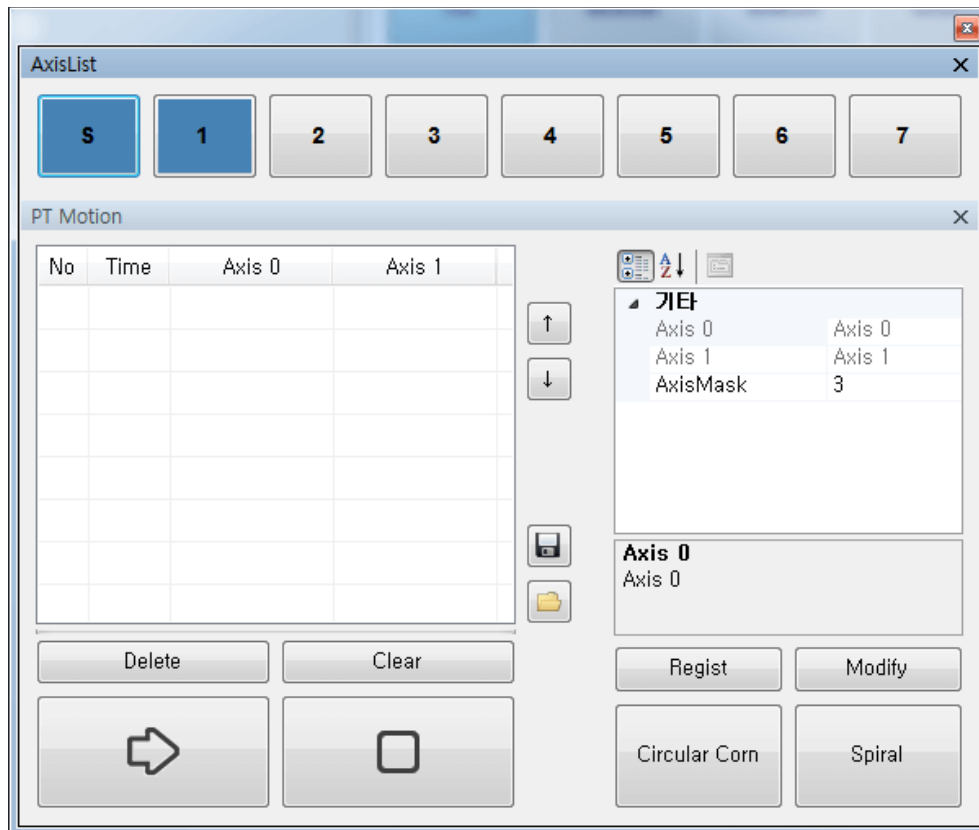 AxisList
S 1 2 3 4 5 6 7
PT Motion
No Time Axis 0 Axis 1
기타
Axis 0 Axis 0
Axis 1 Axis 1
AxisMask 3
Axis 0
Axis 0
Delete Clear
Regist Modify
Circular Corn Spiral